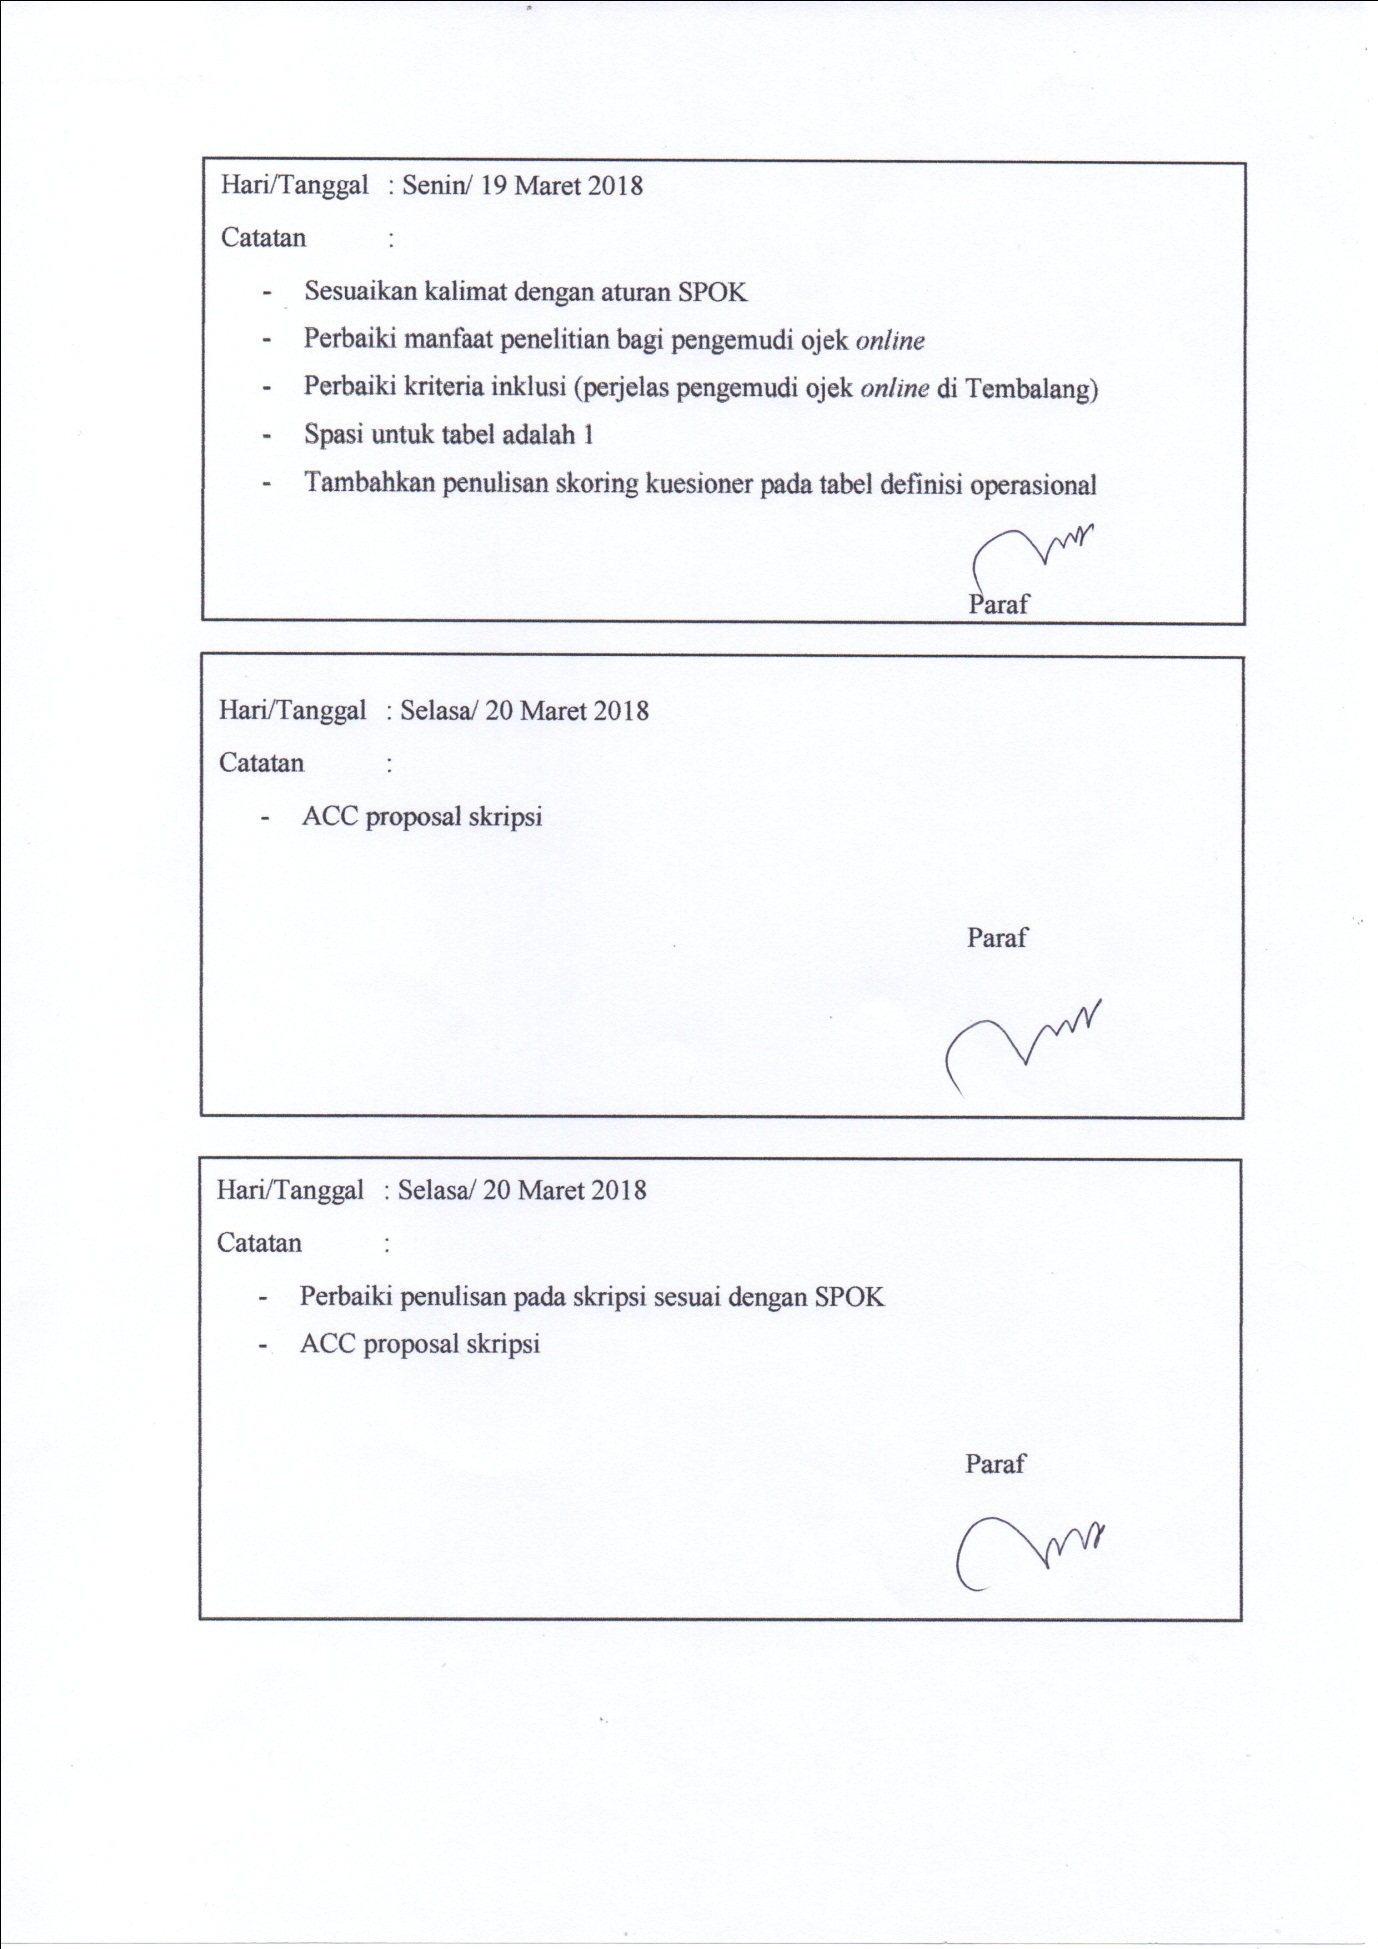 Hari/Tanggal : Senin/ 19 Maret 2018
Catatan :
- Sesuaikan kalimat dengan aturan SPOK
- Perbaiki manfaat penelitian bagi pengemudi ojek online
- Perbaiki kriteria inklusi (perjelas pengemudi ojek online di Tembalang)
- Spasi untuk tabel adalah 1
- Tambahkan penulisan skoring kuesioner pada tabel definisi operasional
Paraf
Hari/Tanggal : Selasa/ 20 Maret 2018
Catatan :
- ACC proposal skripsi
Paraf
Hari/Tanggal : Selasa/ 20 Maret 2018
Catatan :
- Perbaiki penulisan pada skripsi sesuai dengan SPOK
- ACC proposal skripsi
Paraf